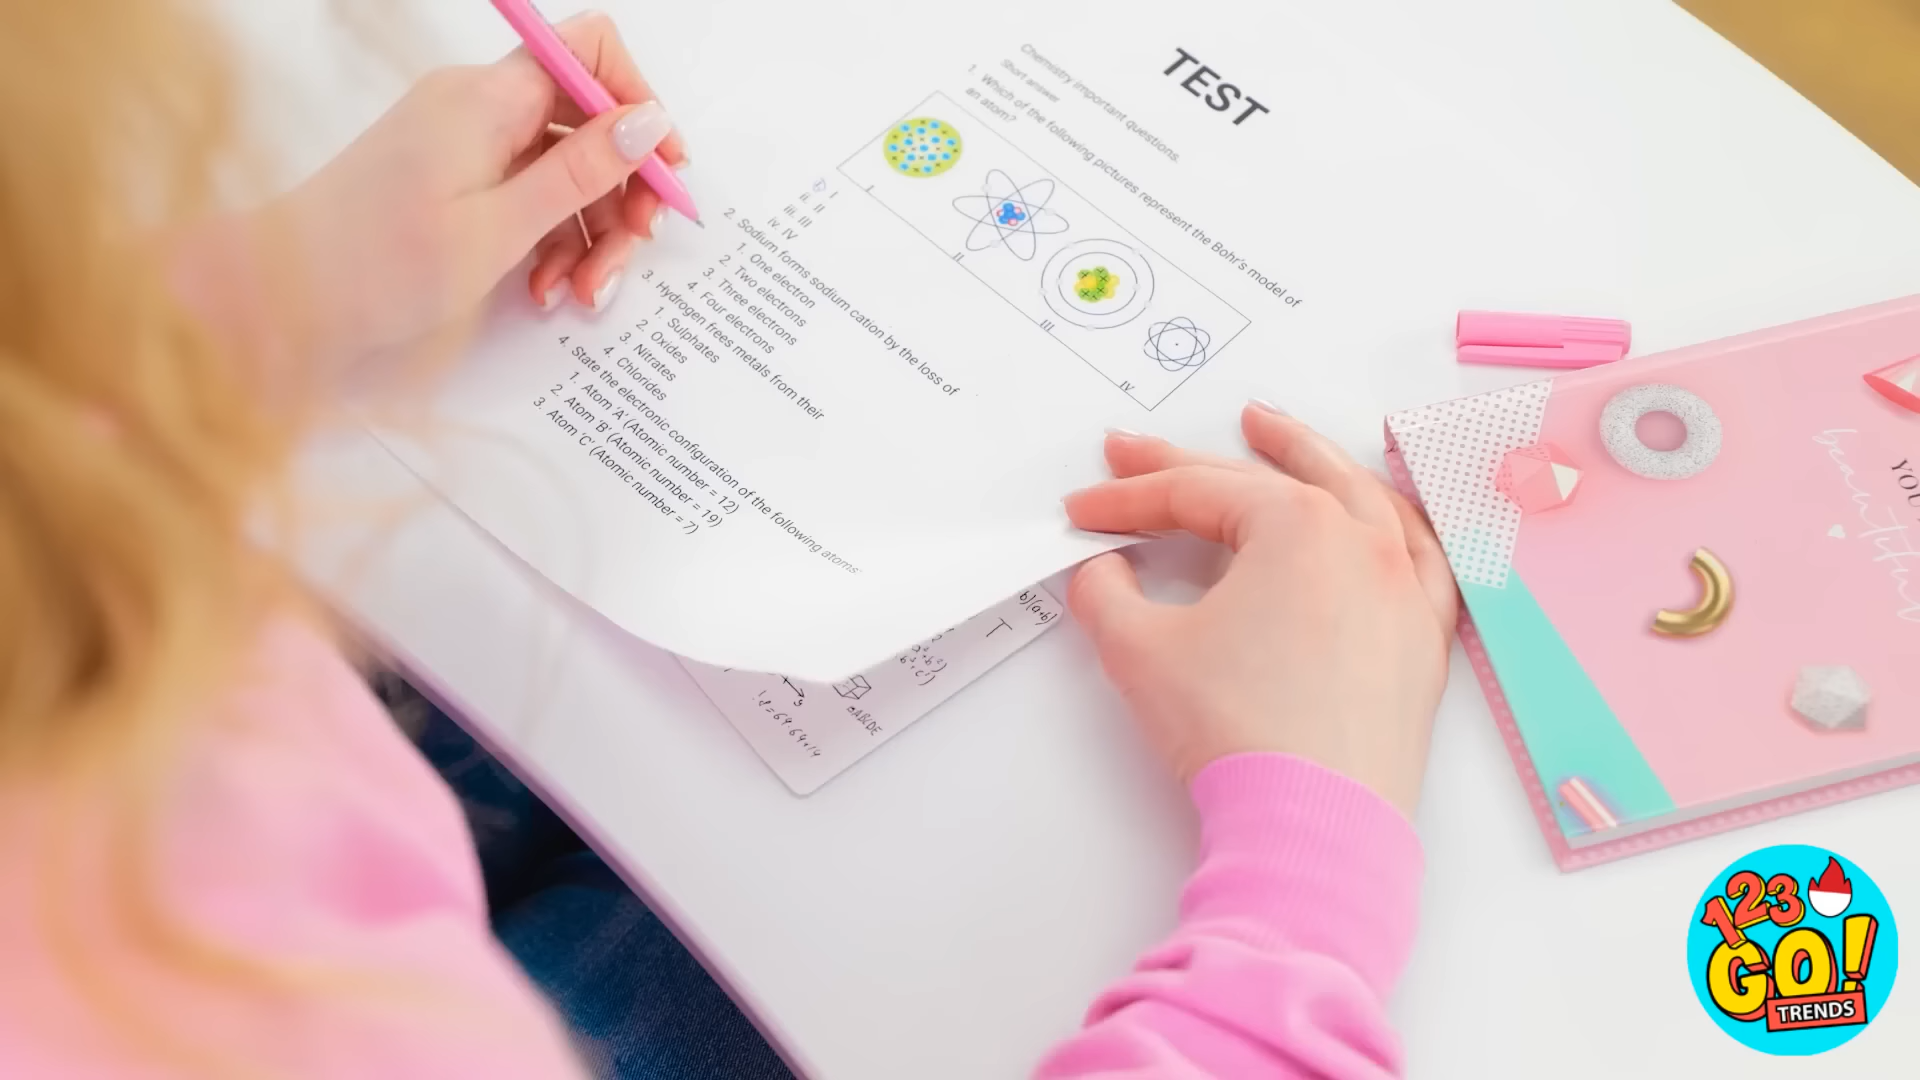 TEST
Chemistry important questions.
Short answer
1. Which of the following pictures represent the Bohr's model of
an atom?
I
II
III
IV
I
ii. II
iii. III
iv. IV
2. Sodium forms sodium cation by the loss of
1. One electron
2. Two electrons
3. Three electrons
4. Four electrons
3. Hydrogen frees metals from their
1. Sulphates
2. Oxides
3. Nitrates
4. Chlorides
4. State the electronic configuration of the following atoms:
1. Atom 'A' (Atomic number = 12)
2. Atom 'B' (Atomic number = 19)
3. Atom 'C' (Atomic number = 7)
b)(a+b)
T
ABCDE
YOU
beautiful
123
GO!
TRENDS